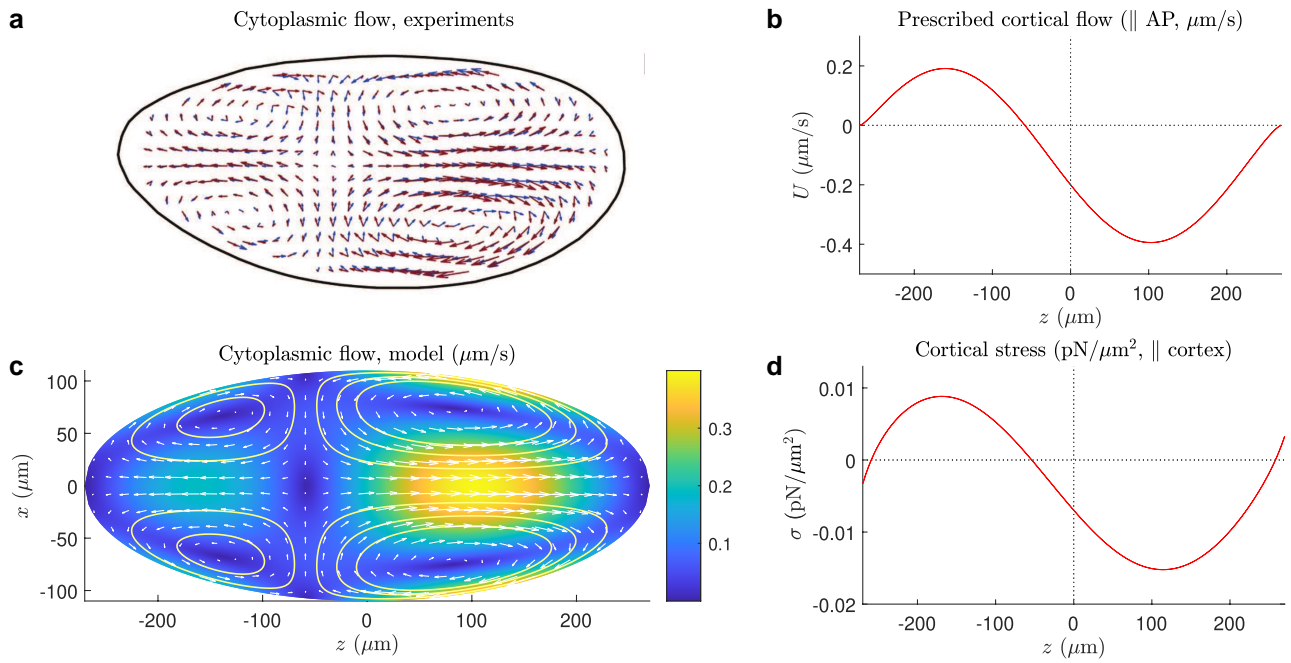 a
Cytoplasmic flow, experiments
b
Prescribed cortical flow (∥ AP, μm/s)
U (μm/s)
0.2
0
-0.2
-0.4
-200 -100 0 100 200
z (μm)
c
Cytoplasmic flow, model (μm/s)
x (μm)
100
50
0
-50
-100
-200 -100 0 100 200
z (μm)
0.3
0.2
0.1
d
Cortical stress (pN/μm², ∥ cortex)
σ (pN/μm²)
0.01
0
-0.01
-0.02
-200 -100 0 100 200
z (μm)